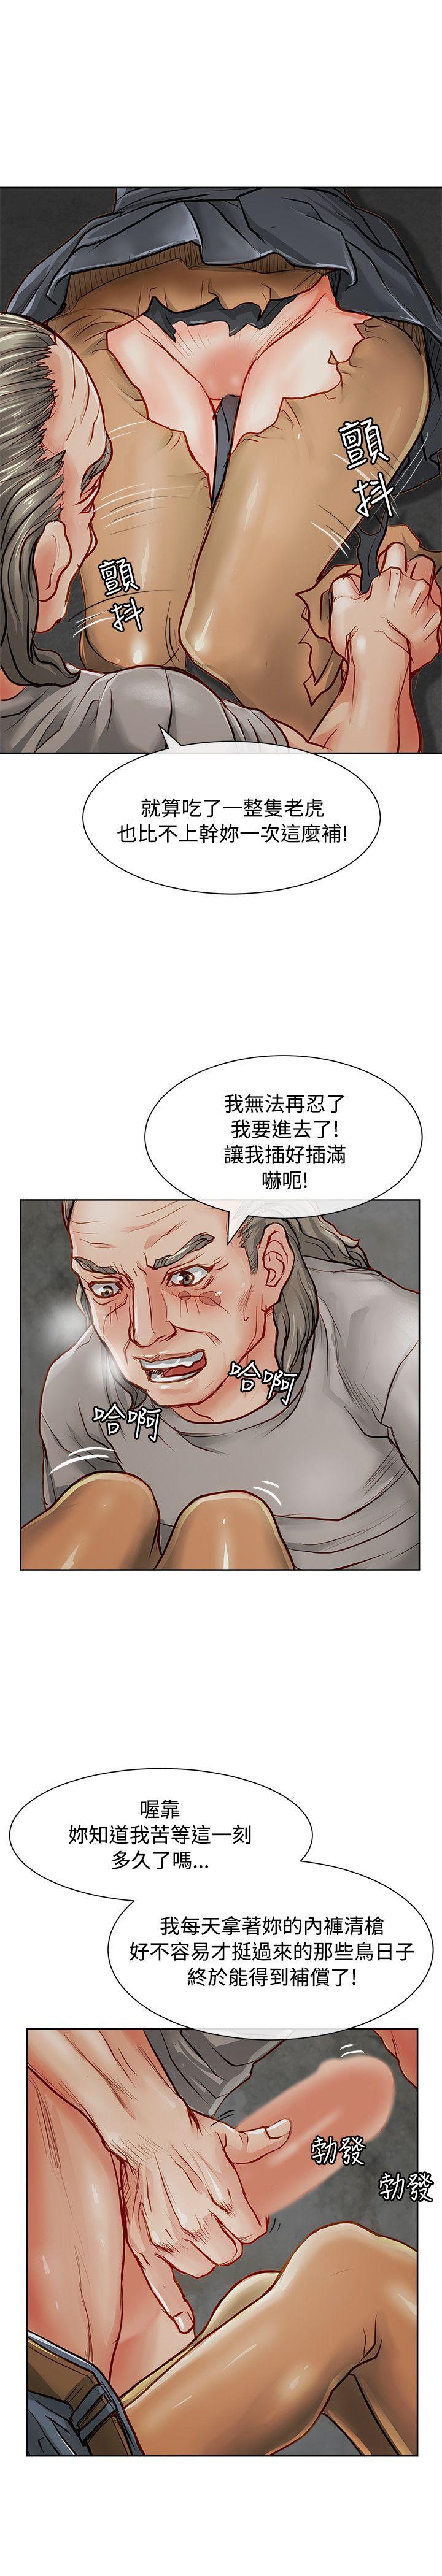 顫
抖
顫
抖
就算吃了一整隻老虎
也比不上幹妳一次這麼補!
我無法再忍了
我要進去了!
讓我插好插滿
嚇呃!
哈啊
哈啊
喔靠
妳知道我苦等這一刻
多久了嗎...
我每天拿著妳的內褲清槍
好不容易才挺過來的那些鳥日子
終於能得到補償了!
勃發
勃發